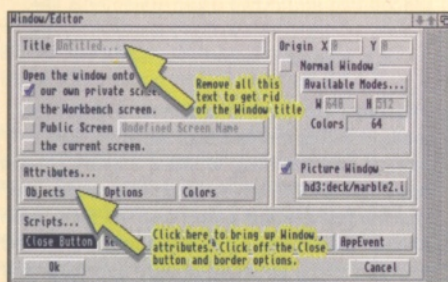 Window/Editor
Title Untitled...
Origin X 0 Y 0
Open the window onto
our own private screen.
the Workbench screen.
Public Screen Undefined Screen Name
the current screen.
Remove all this
text to get rid
of the Window title
Normal Window
Available Modes...
W 640 H 512
Colors 64
Attributes...
Objects Options Colors
Picture Window
hd3:deck/marble2.i
Scripts...
Close Button AppEvent
Click here to bring up Window
attributes. Click off the Close
button and border options.
Ok Cancel